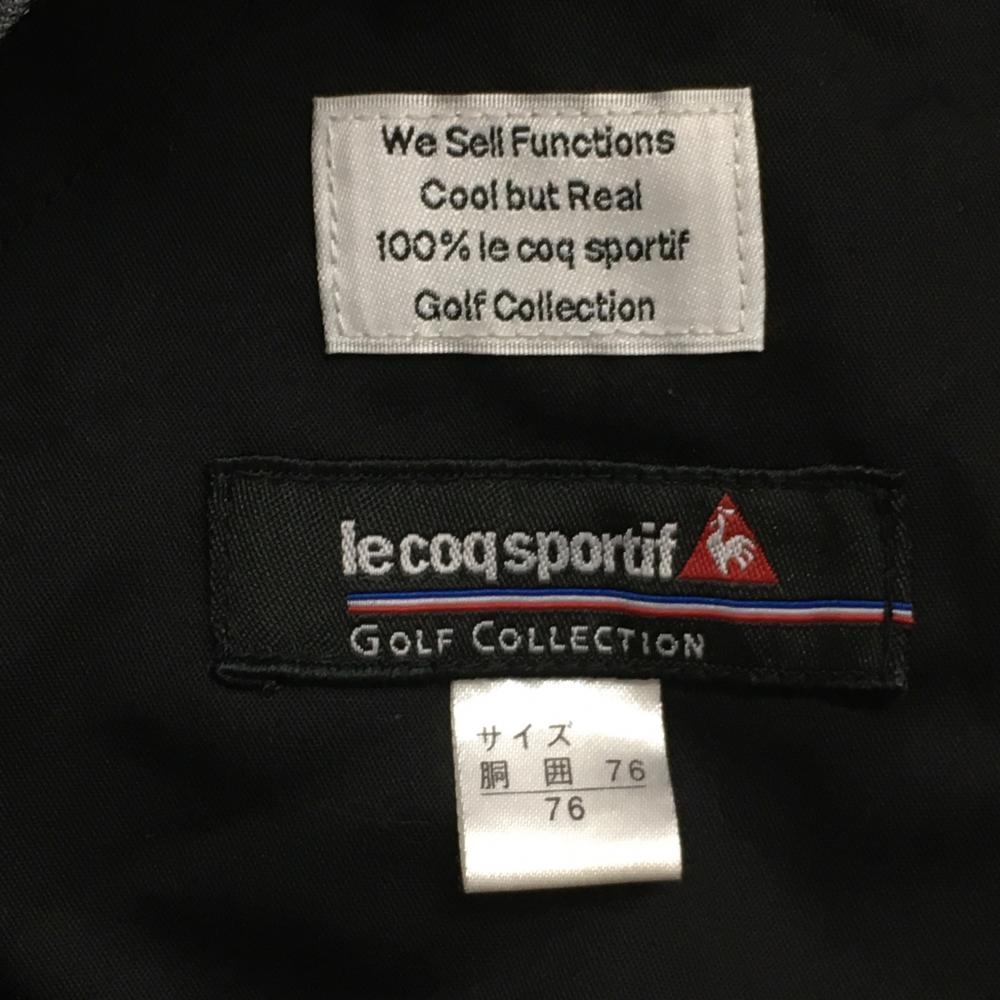 We Sell Functions
Cool but Real
100% le coq sportif
Golf Collection
le coq sportif
GOLF COLLECTION
サイズ
胴 囲 76
76